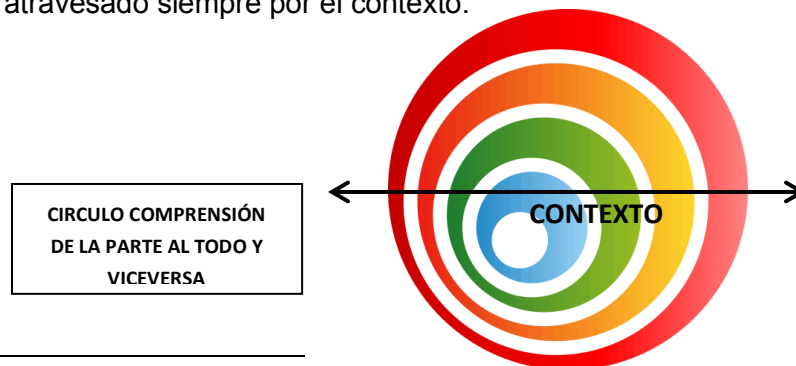 atravesado siempre por el contexto.
CIRCULO COMPRENSIÓN
DE LA PARTE AL TODO Y
VICEVERSA
CONTEXTO